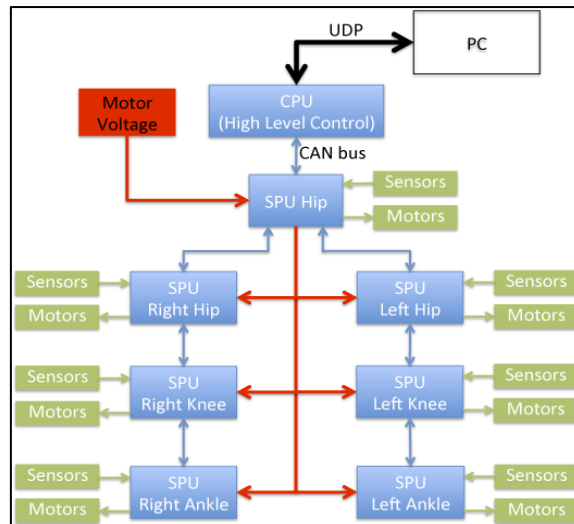 UDP
PC
CPU
(High Level Control)
Motor
Voltage
CAN bus
SPU Hip
Sensors
Motors
Sensors
Motors
SPU
Right Hip
SPU
Left Hip
Sensors
Motors
Sensors
Motors
SPU
Right Knee
SPU
Left Knee
Sensors
Motors
Sensors
Motors
SPU
Right Ankle
SPU
Left Ankle
Sensors
Motors